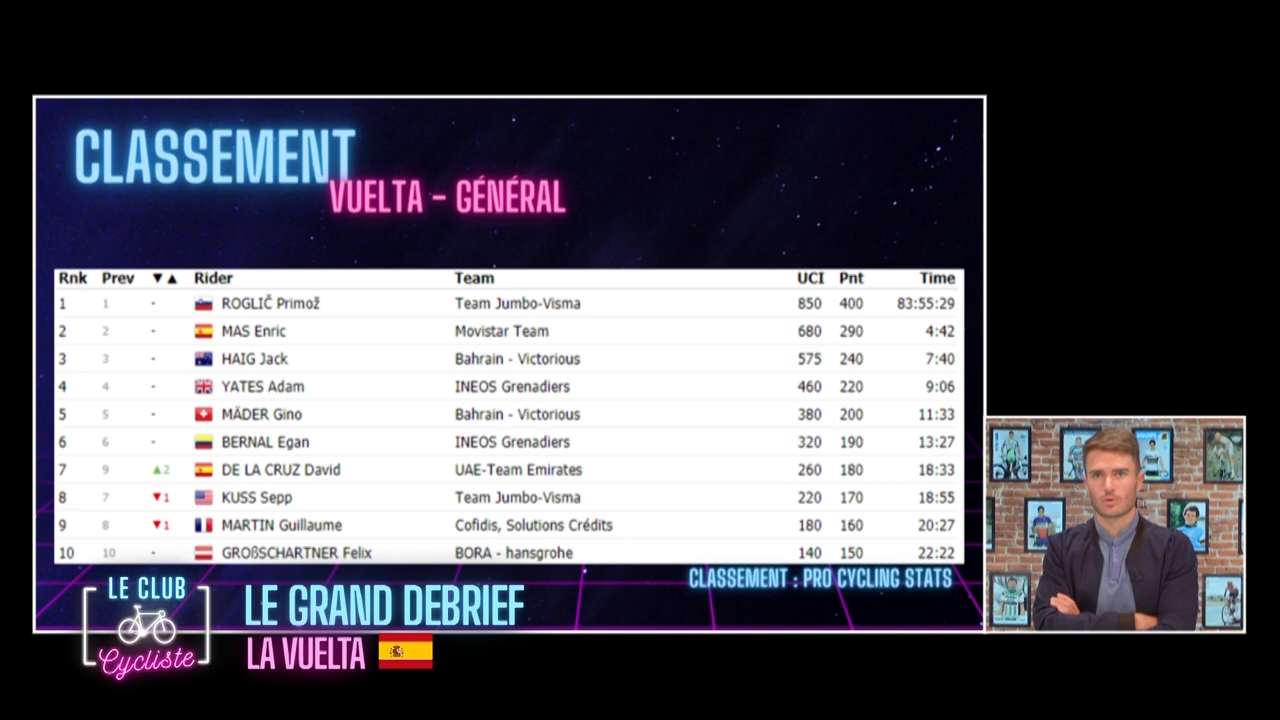 CLASSEMENT
VUELTA - GÉNÉRAL
Rnk Prev ▼▲ Rider Team UCI Pnt Time
1 1 - ROGLIČ Primož Team Jumbo-Visma 850 400 83:55:29
2 2 - MAS Enric Movistar Team 680 290 4:42
3 3 - HAIG Jack Bahrain - Victorious 575 240 7:40
4 4 - YATES Adam INEOS Grenadiers 460 220 9:06
5 5 - MÄDER Gino Bahrain - Victorious 380 200 11:33
6 6 - BERNAL Egan INEOS Grenadiers 320 190 13:27
7 9 ▲2 DE LA CRUZ David UAE-Team Emirates 260 180 18:33
8 7 ▼1 KUSS Sepp Team Jumbo-Visma 220 170 18:55
9 8 ▼1 MARTIN Guillaume Cofidis, Solutions Crédits 180 160 20:27
10 10 - GROßSCHARTNER Felix BORA - hansgrohe 140 150 22:22
CLASSEMENT : PRO CYCLING STATS
LE CLUB
Cycliste
LE GRAND DEBRIEF
LA VUELTA